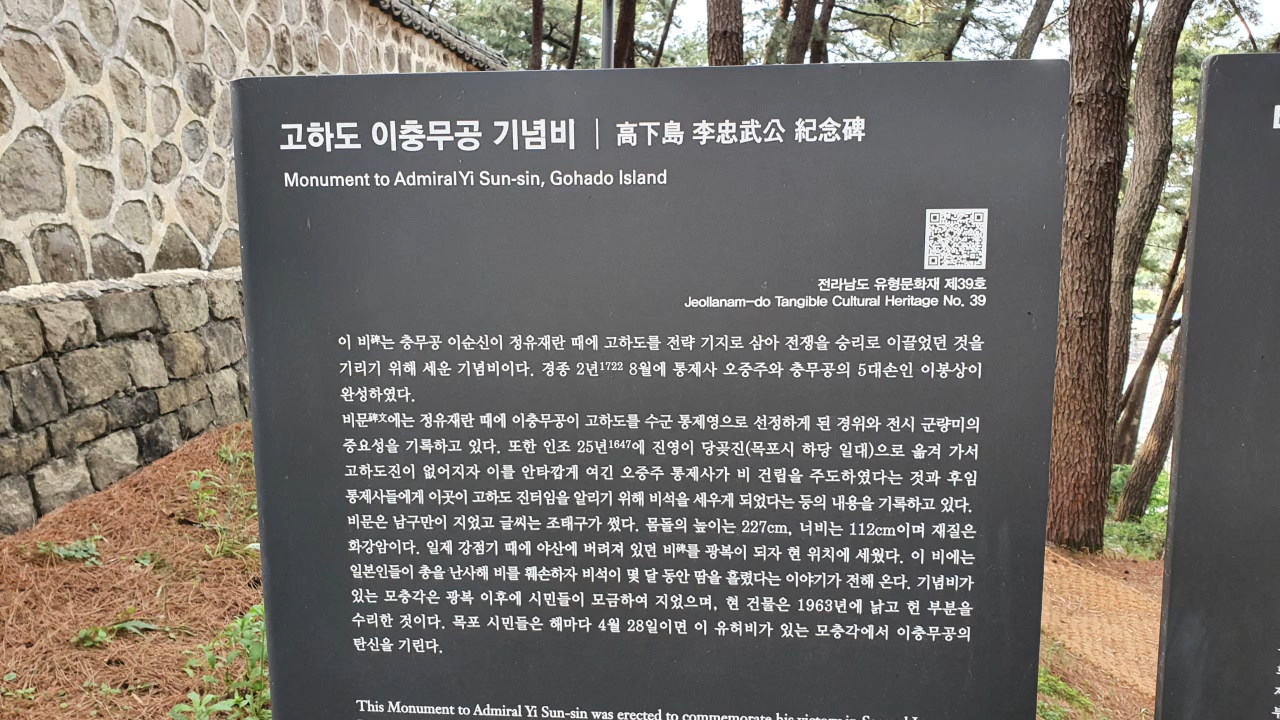 고하도 이충무공 기념비 | 高下島 李忠武公 紀念碑
Monument to Admiral Yi Sun-sin, Gohado Island
전라남도 유형문화재 제39호
Jeollanam-do Tangible Cultural Heritage No. 39
이 비碑는 충무공 이순신이 정유재란 때에 고하도를 전략 기지로 삼아 전쟁을 승리로 이끌었던 것을
기리기 위해 세운 기념비이다. 경종 2년1722 8월에 통제사 오중주와 충무공의 5대손인 이봉상이
완성하였다.
비문碑文에는 정유재란 때에 이충무공이 고하도를 수군 통제영으로 선정하게 된 경위와 전시 군량미의
중요성을 기록하고 있다. 또한 인조 25년1647에 진영이 당곶진(목포시 하당 일대)으로 옮겨 가서
고하도진이 없어지자 이를 안타깝게 여긴 오중주 통제사가 비 건립을 주도하였다는 것과 후임
통제사들에게 이곳이 고하도 진터임을 알리기 위해 비석을 세우게 되었다는 등의 내용을 기록하고 있다.
비문은 남구만이 지었고 글씨는 조태구가 썼다. 몸돌의 높이는 227cm, 너비는 112cm이며 재질은
화강암이다. 일제 강점기 때에 야산에 버려져 있던 비碑를 광복이 되자 현 위치에 세웠다. 이 비에는
일본인들이 총을 난사해 비를 훼손하자 비석이 몇 달 동안 땀을 흘렸다는 이야기가 전해 온다. 기념비가
있는 모충각은 광복 이후에 시민들이 모금하여 지었으며, 현 건물은 1963년에 낡고 헌 부분을
수리한 것이다. 목포 시민들은 해마다 4월 28일이면 이 유허비가 있는 모충각에서 이충무공의
탄신을 기린다.
This Monument to Admiral Yi Sun-sin was erected to commemorate his victory in